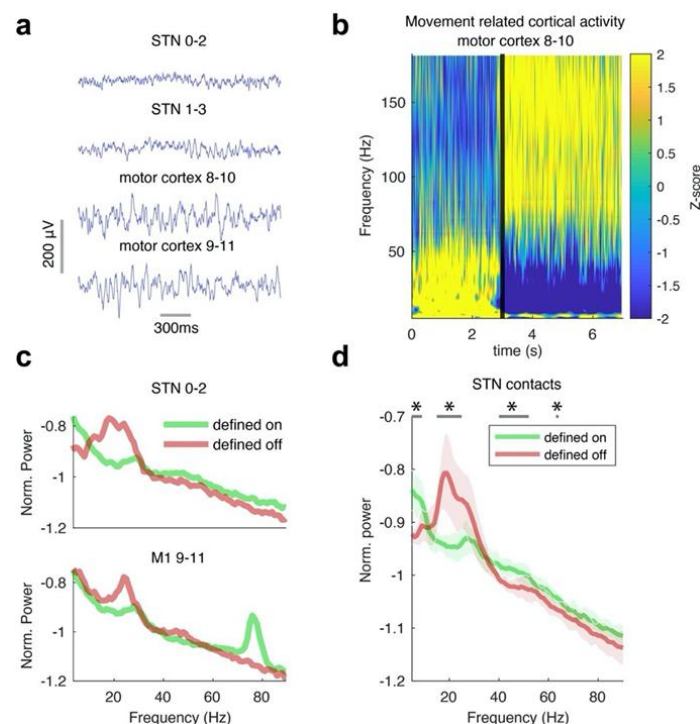 a
STN 0-2
STN 1-3
motor cortex 8-10
motor cortex 9-11
200 µV
300ms
b
Movement related cortical activity
motor cortex 8-10
Frequency (Hz)
150
100
50
0 2 4 6
time (s)
2
1.5
1
0.5
0
-0.5
-1
-1.5
-2
Z-score
c
STN 0-2
Norm. Power
-0.8
-1
-1.2
defined on
defined off
M1 9-11
Norm. Power
-0.8
-1
-1.2
20 40 60 80
Frequency (Hz)
d
STN contacts
* * * *
Norm. power
-0.7
-0.8
-0.9
-1.0
-1.1
-1.2
defined on
defined off
20 40 60 80
Frequency (Hz)